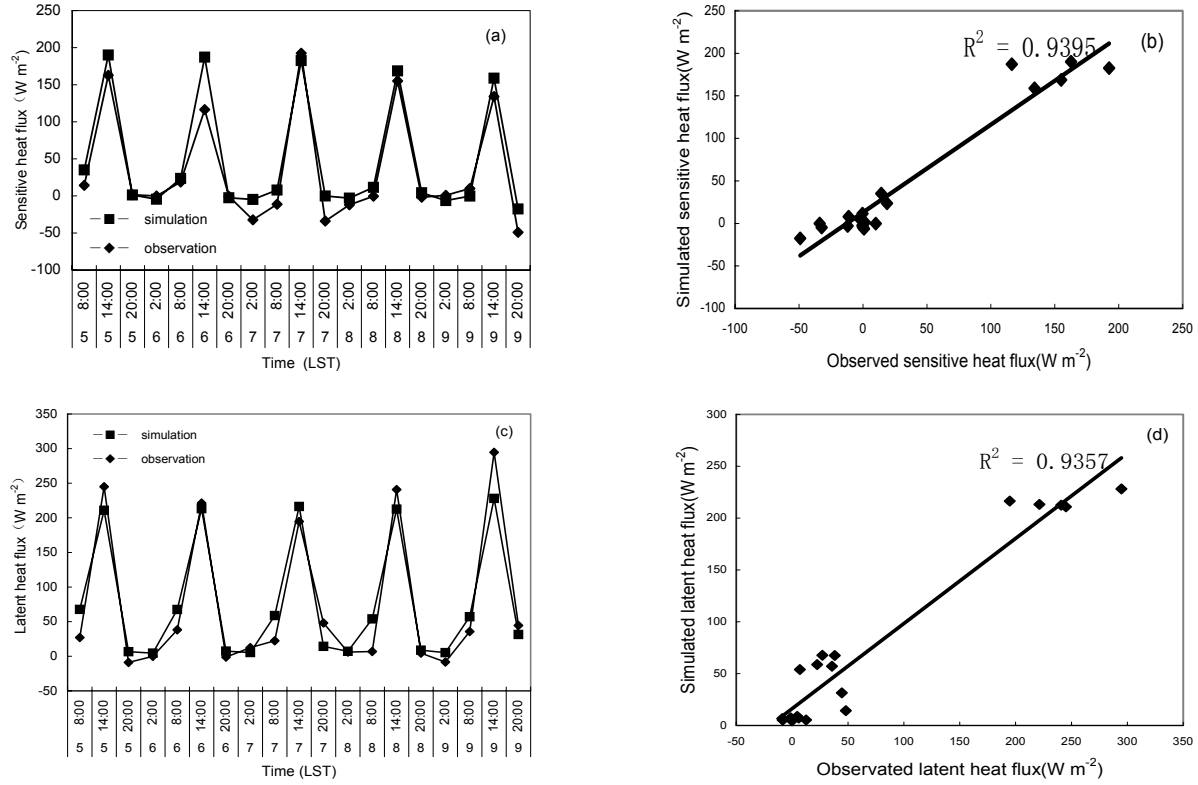 250
200
150
100
50
0
-50
-100
Sensitive heat flux（W m-2）
(a)
simulation
observation
8:00 14:00 20:00 2:00 8:00 14:00 20:00 2:00 8:00 14:00 20:00 2:00 8:00 14:00 20:00 2:00 8:00 14:00 20:00
5 5 5 6 6 6 6 7 7 7 7 8 8 8 8 9 9 9 9
Time (LST)
250
200
150
100
50
0
-50
-100
Simulated sensitive heat flux(W m-2)
R2 = 0.9395
(b)
-100 -50 0 50 100 150 200 250
Observed sensitive heat flux(W m-2)
350
300
250
200
150
100
50
0
-50
Latent heat flux（W m-2）
(c)
simulation
observation
8:00 14:00 20:00 2:00 8:00 14:00 20:00 2:00 8:00 14:00 20:00 2:00 8:00 14:00 20:00 2:00 8:00 14:00 20:00
5 5 5 6 6 6 6 7 7 7 7 8 8 8 8 9 9 9 9
Time (LST)
300
250
200
150
100
50
0
Simulated latent heat flux(W m-2)
R2 = 0.9357
(d)
-50 0 50 100 150 200 250 300 350
Observated latent heat flux(W m-2)